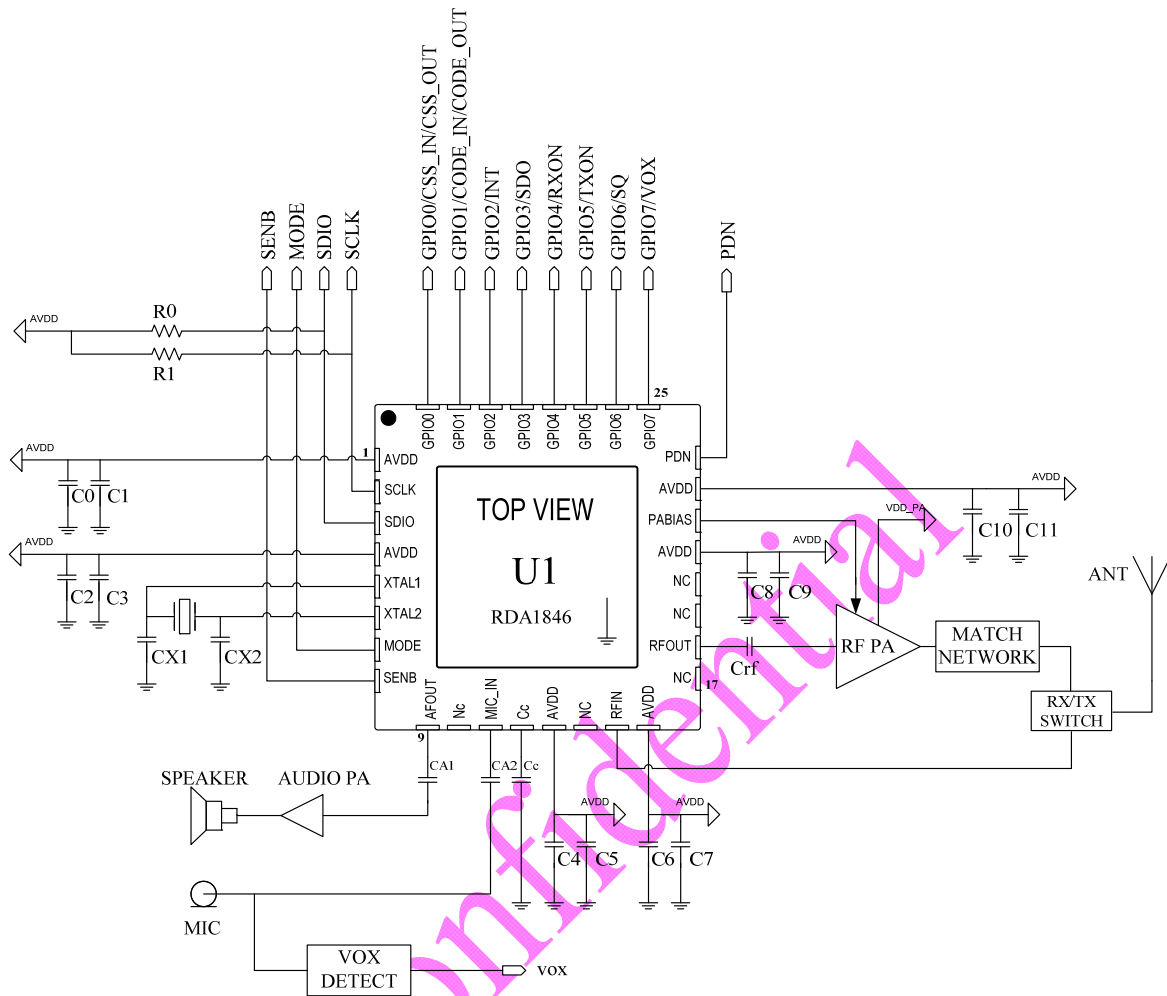 SENB
MODE
SDIO
SCLK
GPIO0/CSS_IN/CSS_OUT
GPIO1/CODE_IN/CODE_OUT
GPIO2/INT
GPIO3/SDO
GPIO4/RXON
GPIO5/TXON
GPIO6/SQ
GPIO7/VOX
PDN
AVDD
R0
R1
25
GPIO0
GPIO1
GPIO2
GPIO3
GPIO4
GPIO5
GPIO6
GPIO7
AVDD
C0
C1
AVDD
C2
C3
CX1
CX2
1
AVDD
SCLK
SDIO
AVDD
XTAL1
XTAL2
MODE
SENB
TOP VIEW
U1
RDA1846
PDN
AVDD
PABIAS
AVDD
NC
NC
RFOUT
NC
17
AVDD
C10
C11
VDD_PA
AVDD
C8
C9
Crf
RF PA
MATCH
NETWORK
ANT
RX/TX
SWITCH
AFOUT
Nc
MIC_IN
Cc
AVDD
NC
RFIN
AVDD
9
CA1
CA2
Cc
SPEAKER
AUDIO PA
AVDD
C4
C5
AVDD
C6
C7
MIC
VOX
DETECT
VOX
onfidential